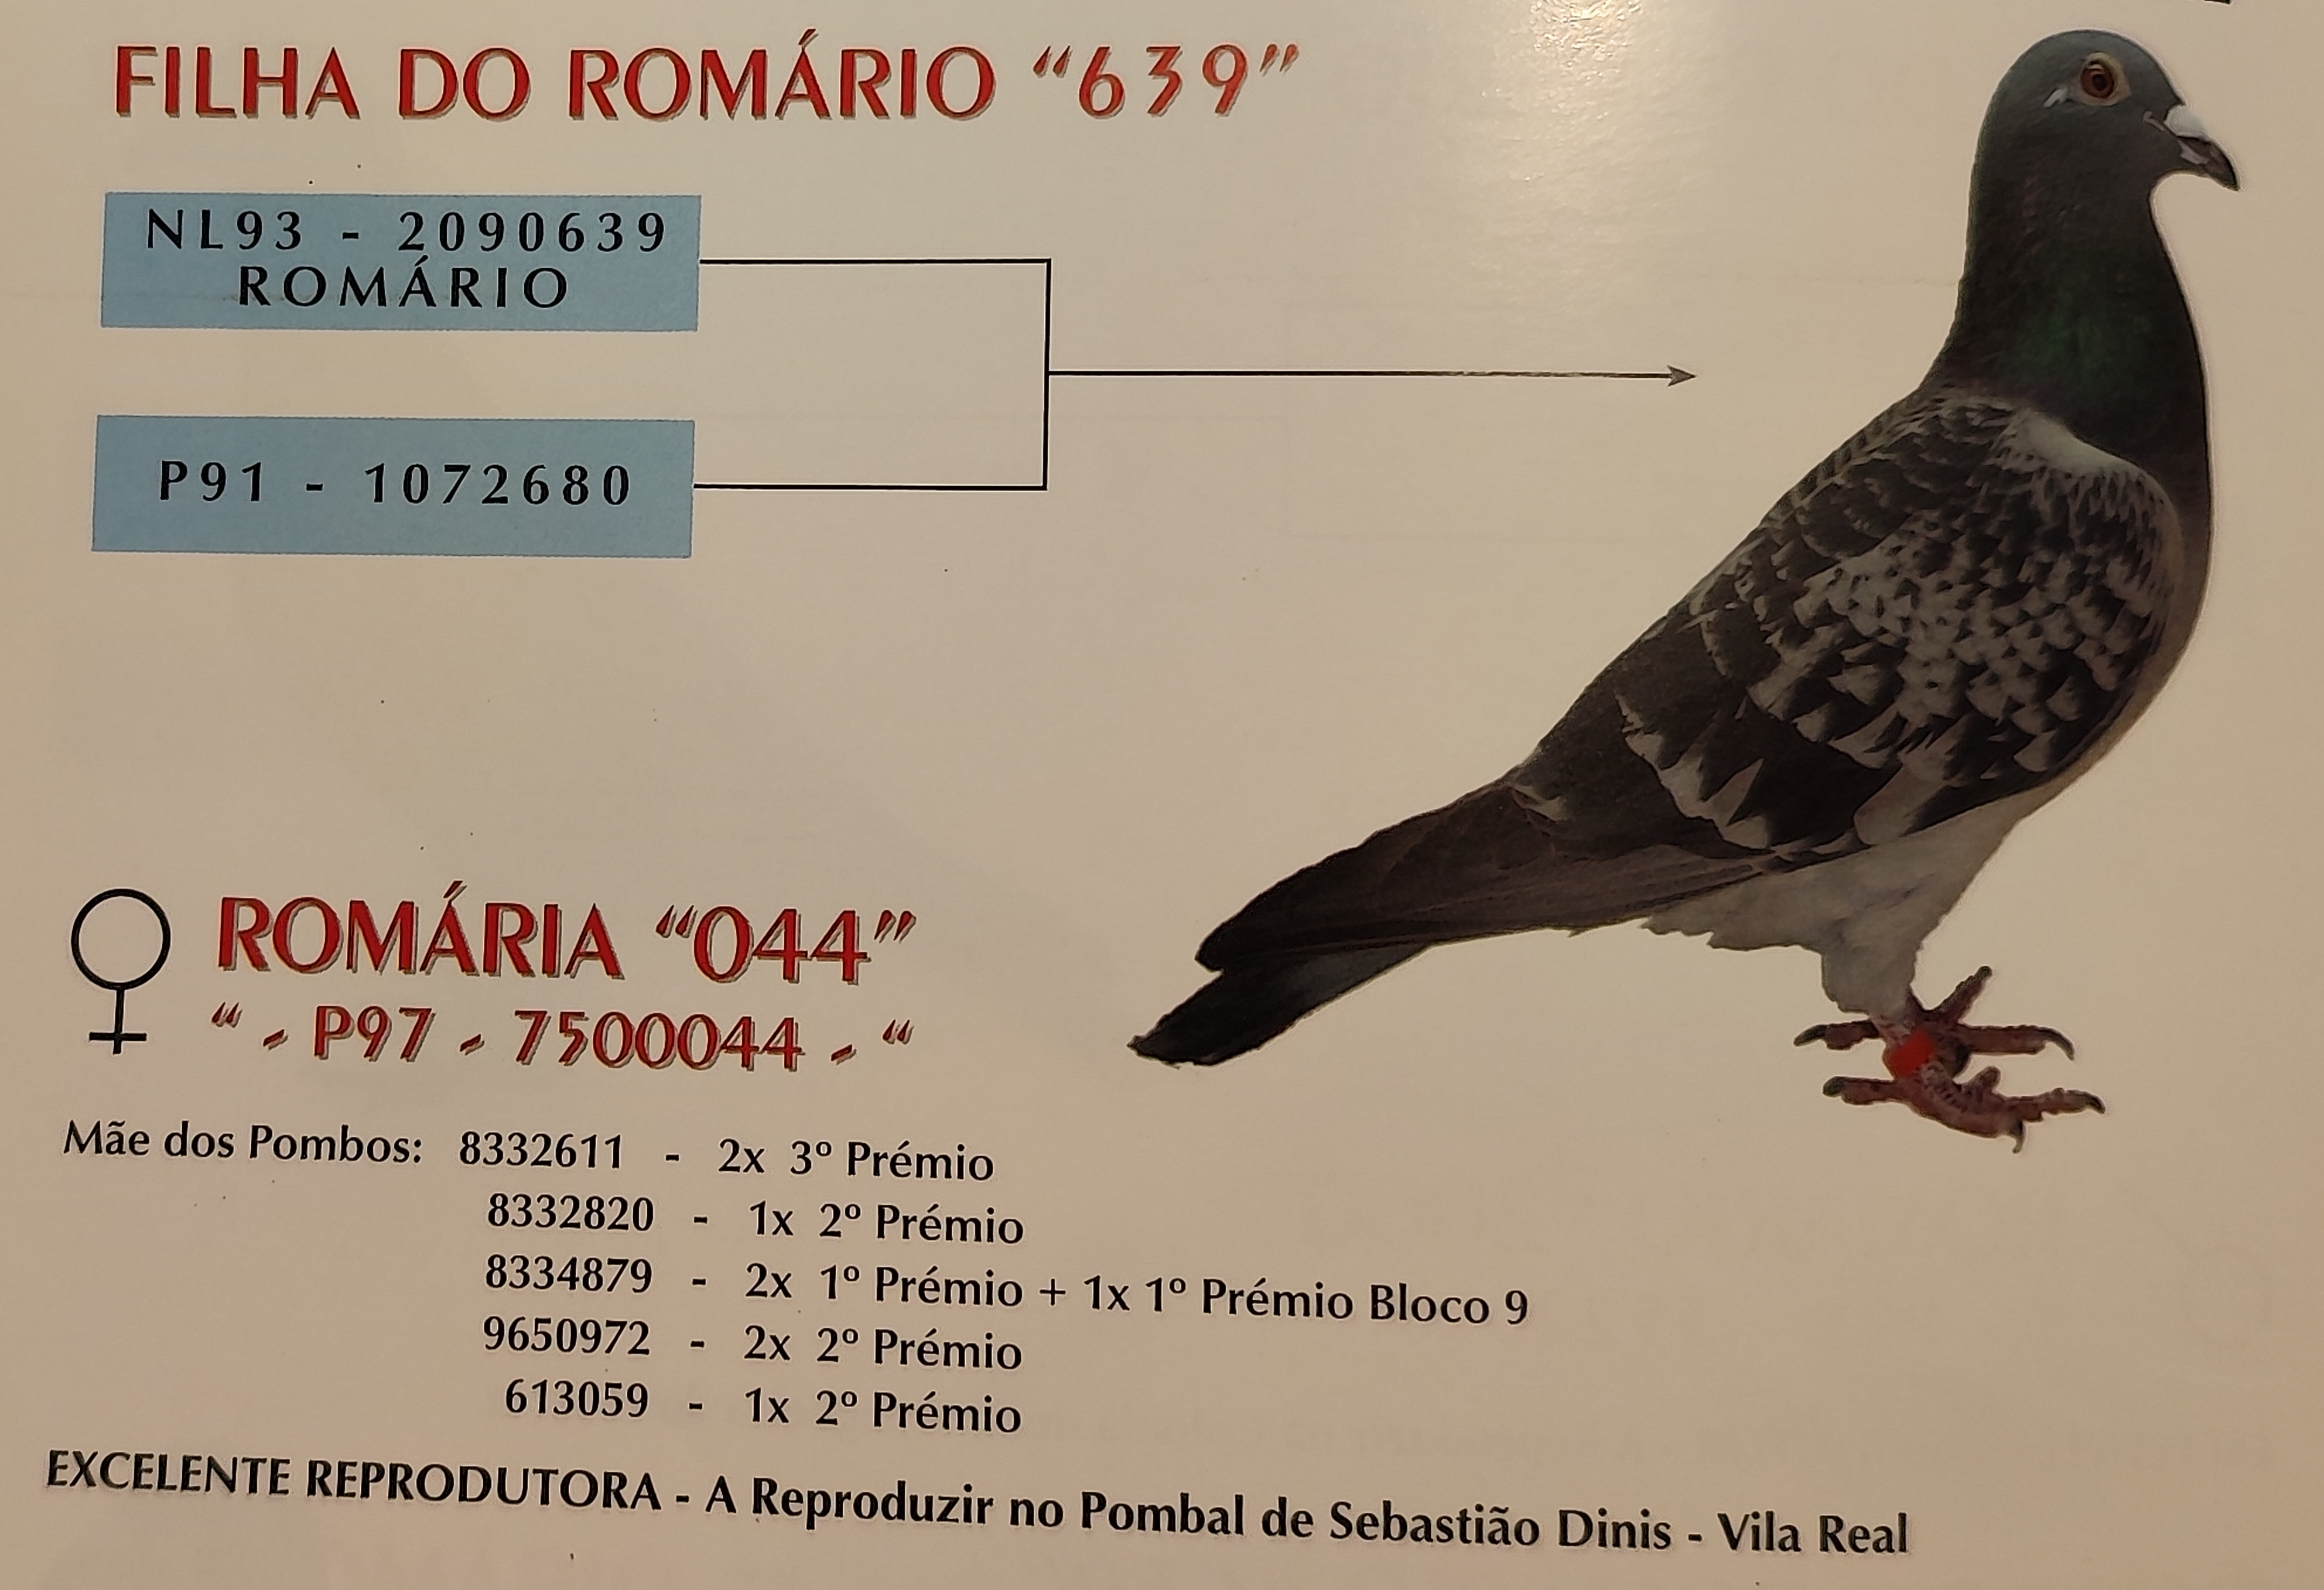 FILHA DO ROMÁRIO “639”
NL93 - 2090639
ROMÁRIO
P91 - 1072680
ROMÁRIA “044”
“ - P97 - 7500044 - “
Mãe dos Pombos: 8332611 - 2x 3º Prémio
8332820 - 1x 2º Prémio
8334879 - 2x 1º Prémio + 1x 1º Prémio Bloco 9
9650972 - 2x 2º Prémio
613059 - 1x 2º Prémio
EXCELENTE REPRODUTORA - A Reproduzir no Pombal de Sebastião Dinis - Vila Real